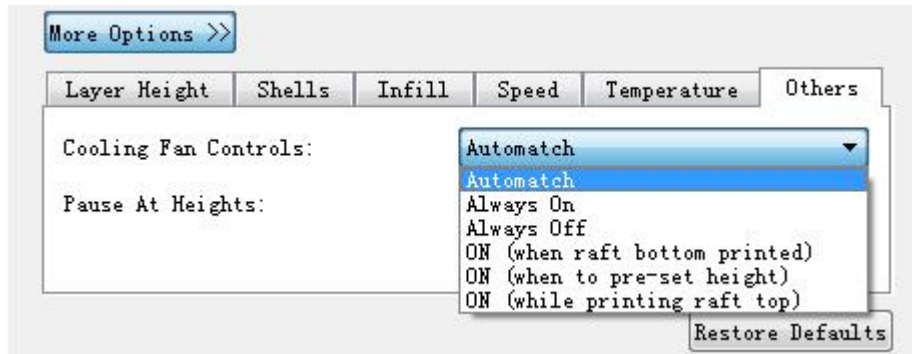 More Options >>
Layer Height Shells Infill Speed Temperature Others
Cooling Fan Controls: Automatch
Automatch
Pause At Heights: Always On
Always Off
ON (when raft bottom printed)
ON (when to pre-set height)
ON (while printing raft top)
Restore Defaults